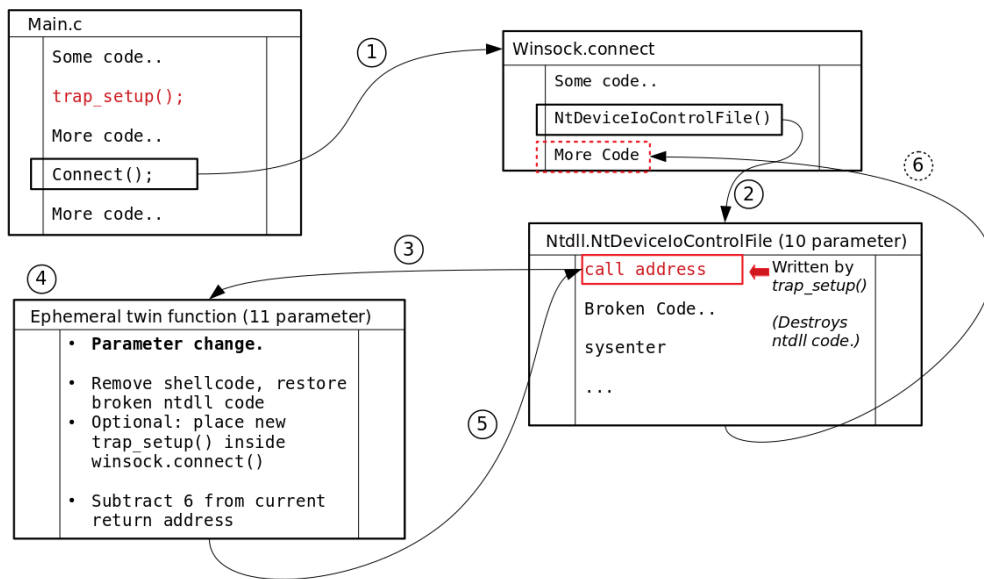 Main.c
Some code..
trap_setup();
More code..
Connect();
More code..
1
Winsock.connect
Some code..
NtDeviceIoControlFile()
More Code
6
2
3
Ntdll.NtDeviceIoControlFile (10 parameter)
call address
Broken Code..
sysenter
...
Written by
trap_setup()
(Destroys
ntdll code.)
4
Ephemeral twin function (11 parameter)
• Parameter change.
• Remove shellcode, restore
broken ntdll code
• Optional: place new
trap_setup() inside
winsock.connect()
• Subtract 6 from current
return address
5